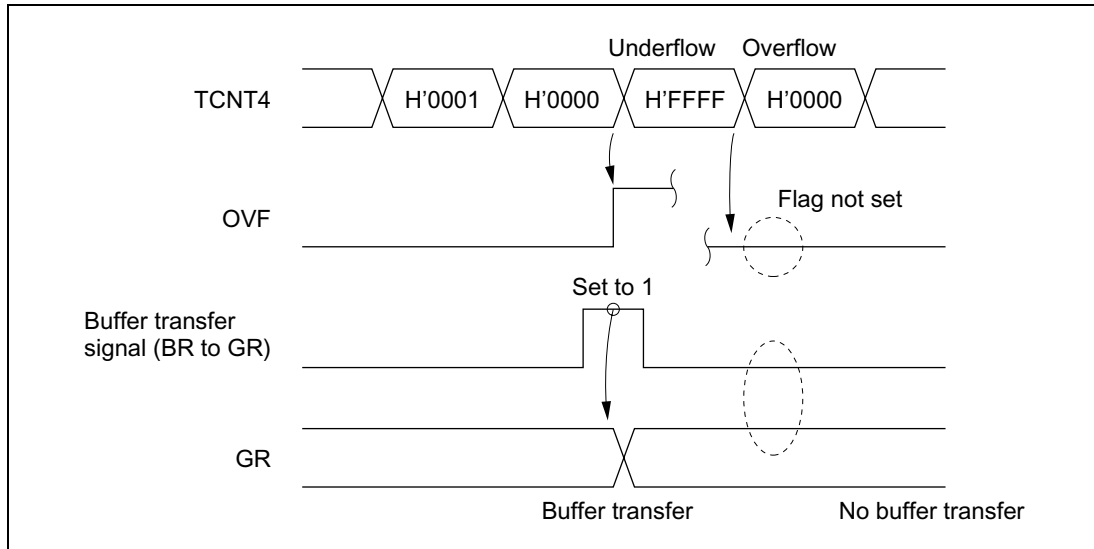 Underflow Overflow
TCNT4 H'0001 H'0000 H'FFFF H'0000
OVF
Flag not set
Set to 1
Buffer transfer
signal (BR to GR)
GR
Buffer transfer No buffer transfer